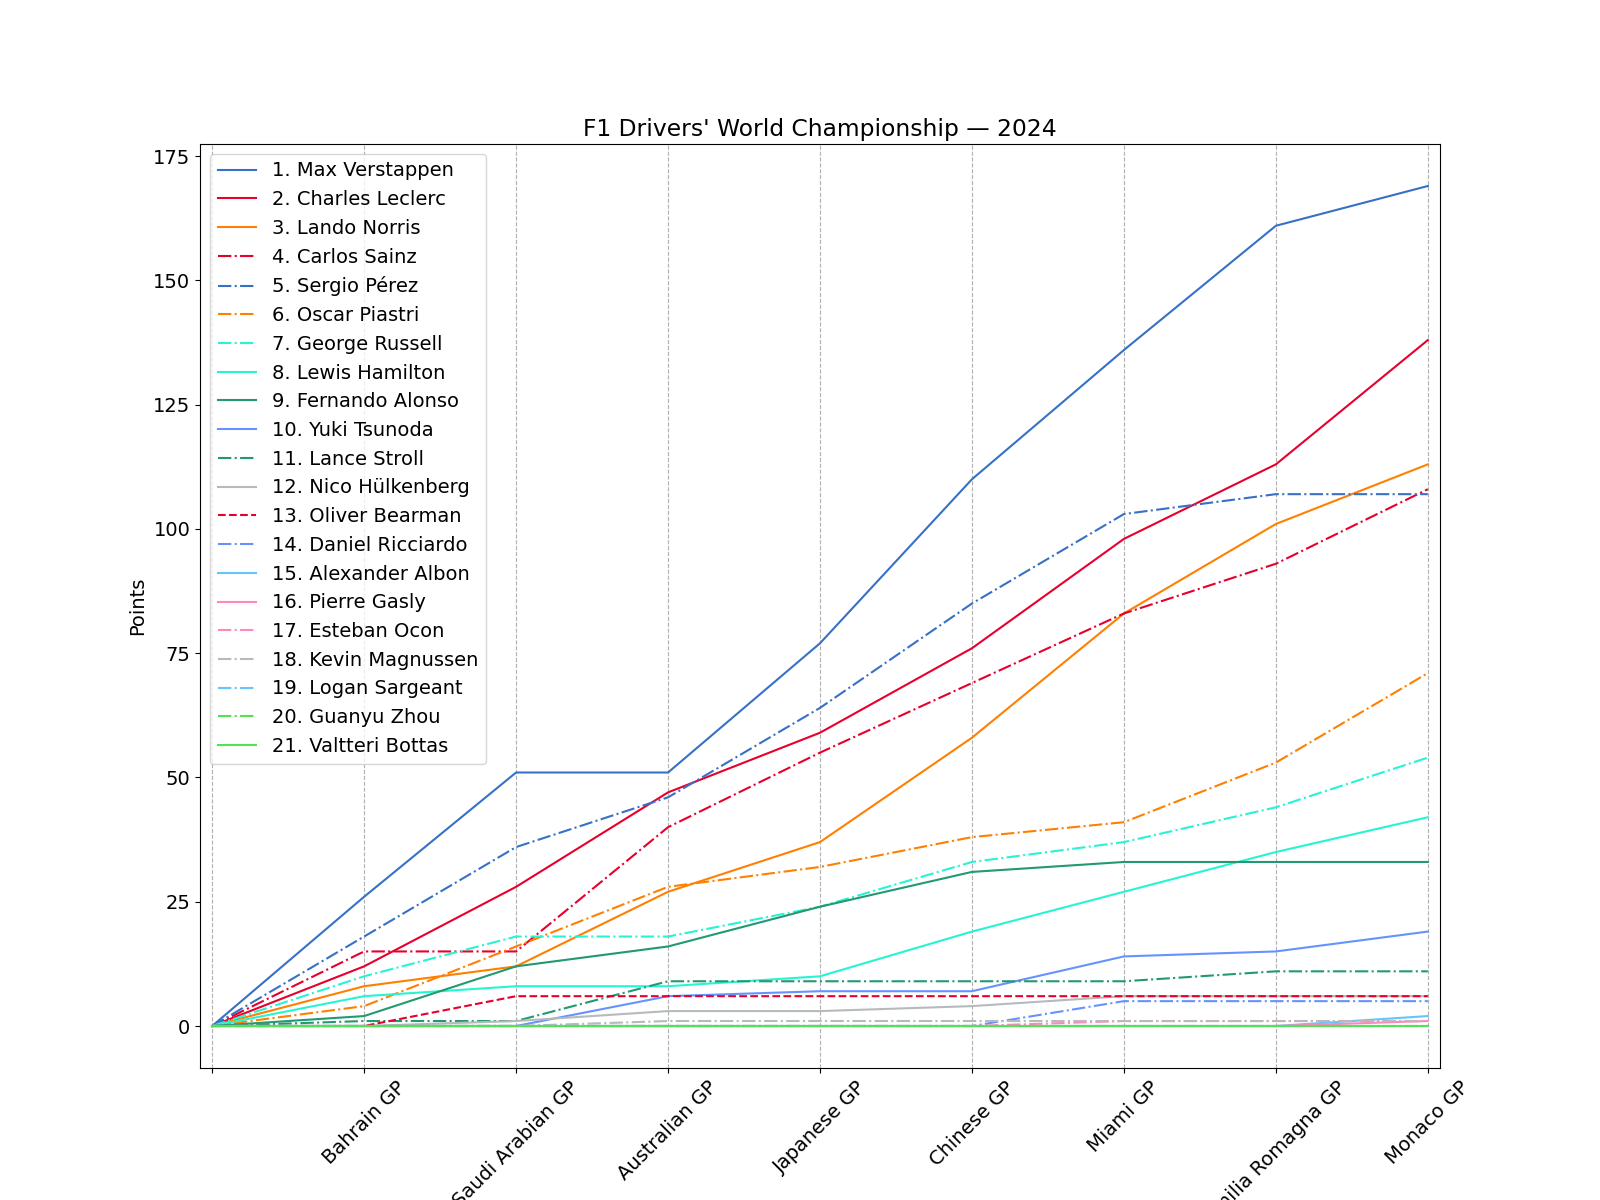 F1 Drivers' World Championship — 2024
175
150
125
100
75
50
25
0
Points
1. Max Verstappen
2. Charles Leclerc
3. Lando Norris
4. Carlos Sainz
5. Sergio Pérez
6. Oscar Piastri
7. George Russell
8. Lewis Hamilton
9. Fernando Alonso
10. Yuki Tsunoda
11. Lance Stroll
12. Nico Hülkenberg
13. Oliver Bearman
14. Daniel Ricciardo
15. Alexander Albon
16. Pierre Gasly
17. Esteban Ocon
18. Kevin Magnussen
19. Logan Sargeant
20. Guanyu Zhou
21. Valtteri Bottas
Bahrain GP
Saudi Arabian GP
Australian GP
Japanese GP
Chinese GP
Miami GP
Romagna GP
Monaco GP